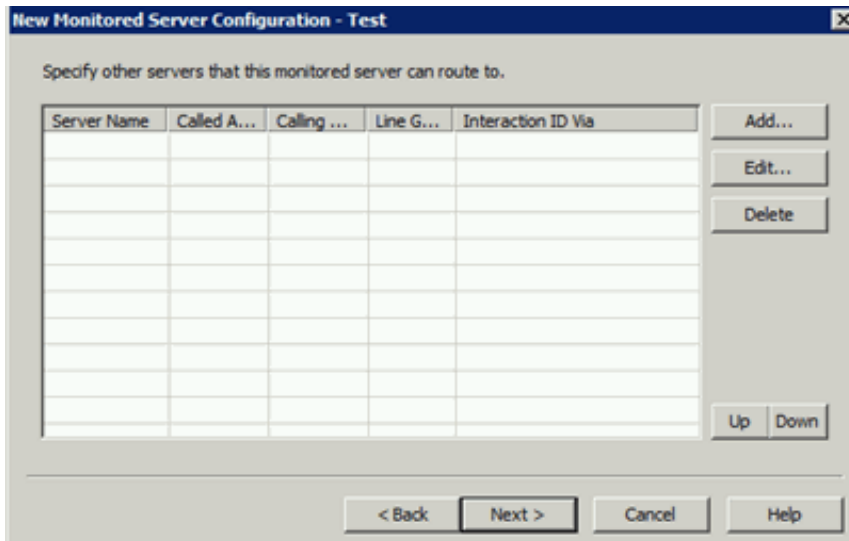 New Monitored Server Configuration - Test
Specify other servers that this monitored server can route to.
Server Name Called A... Calling ... Line G... Interaction ID Via
Add...
Edit...
Delete
Up Down
< Back Next > Cancel Help